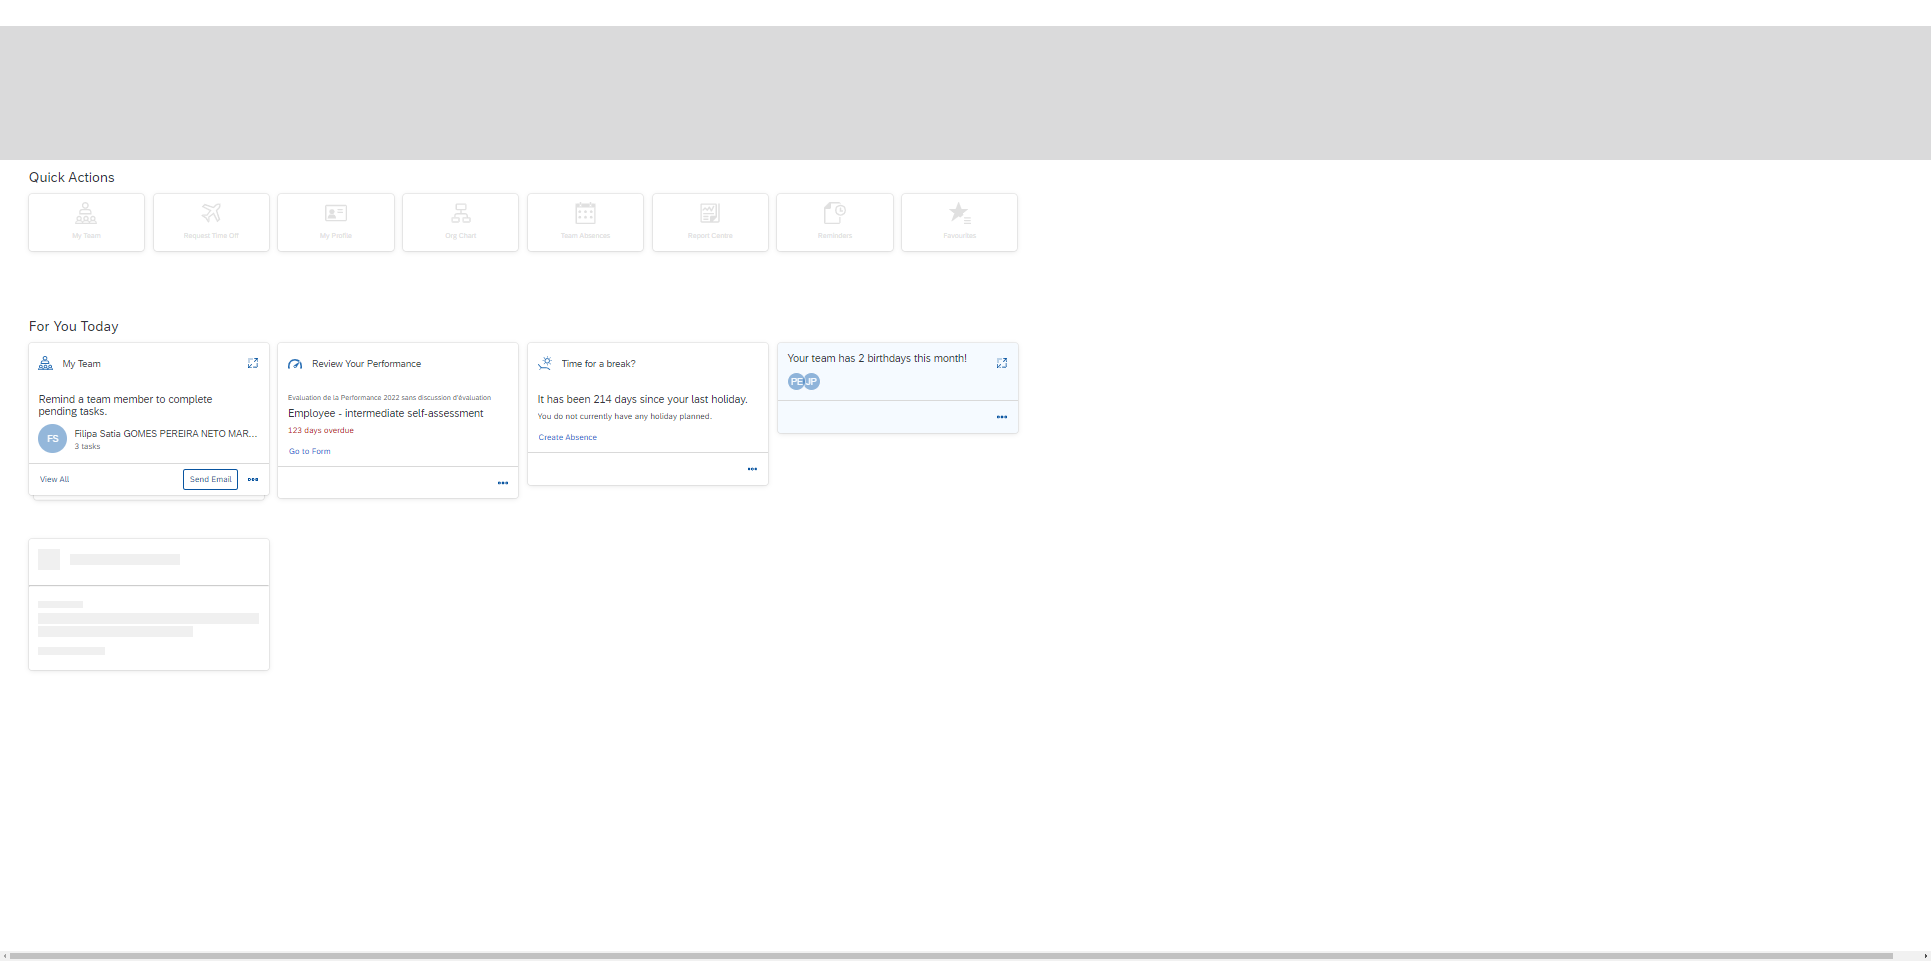 Quick Actions
My Team
Request Time Off
My Profile
Org Chart
Team Absences
Report Centre
Reminders
Favourites
For You Today
My Team
Remind a team member to complete
pending tasks.
FS
Filipa Satia GOMES PEREIRA NETO MAR...
3 tasks
View All
Send Email
Review Your Performance
Evaluation de la Performance 2022 sans discussion d'évaluation
Employee - intermediate self-assessment
123 days overdue
Go to Form
Time for a break?
It has been 214 days since your last holiday.
You do not currently have any holiday planned.
Create Absence
Your team has 2 birthdays this month!
PE JP